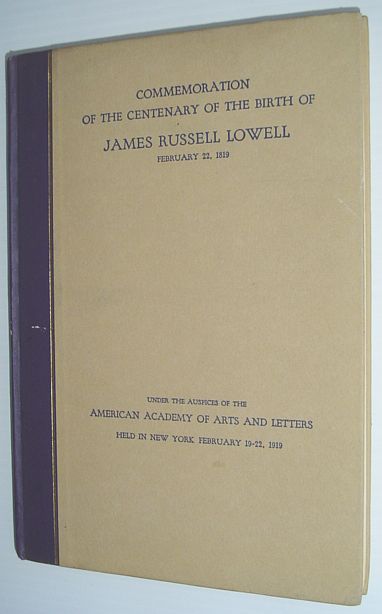 COMMEMORATION
OF THE CENTENARY OF THE BIRTH OF
JAMES RUSSELL LOWELL
FEBRUARY 22, 1819
UNDER THE AUSPICES OF THE
AMERICAN ACADEMY OF ARTS AND LETTERS
HELD IN NEW YORK FEBRUARY 19-22, 1919